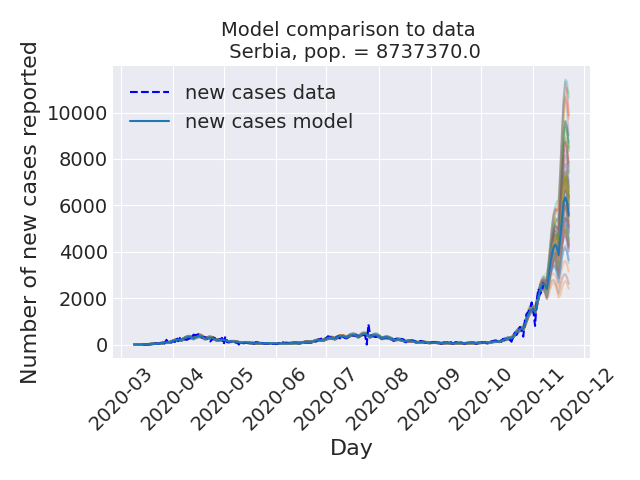 Model comparison to data
Serbia, pop. = 8737370.0
new cases data
new cases model
Number of new cases reported
10000
8000
6000
4000
2000
0
2020-03
2020-04
2020-05
2020-06
2020-07
2020-08
2020-09
2020-10
2020-11
2020-12
Day